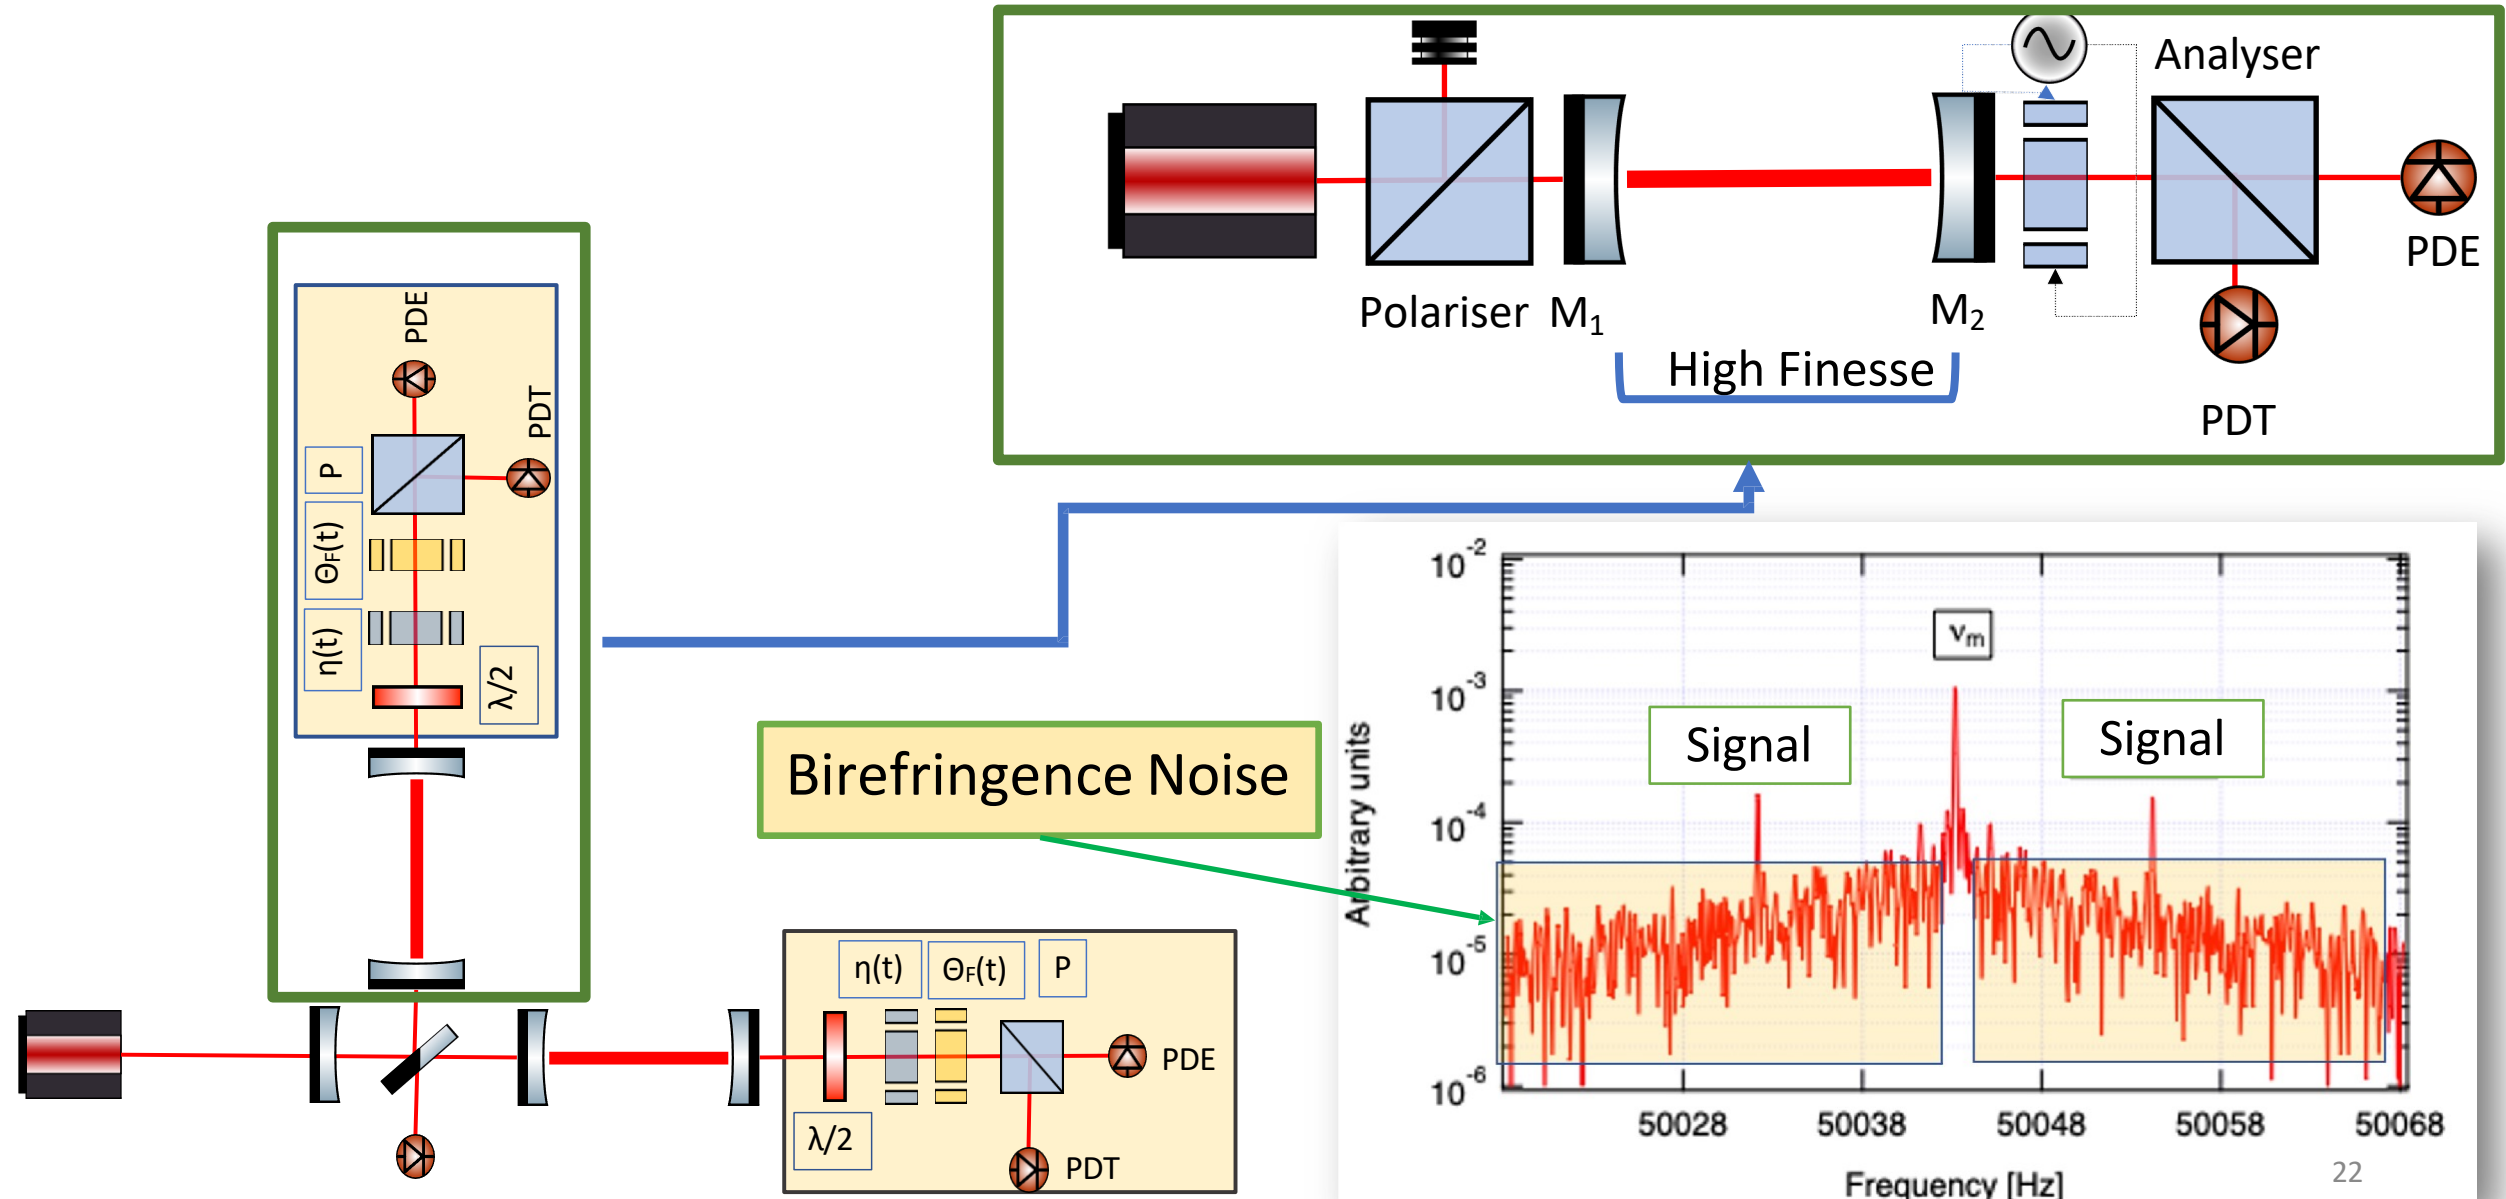 Analyser
PDE
Polariser M1
M2
High Finesse
PDT
PDE
PDT
P
ΘF(t)
η(t)
λ/2
Birefringence Noise
η(t)
ΘF(t)
P
PDE
λ/2
PDT
10-2
νm
10-3
Signal
Signal
10-4
Arbitrary units
10-5
10-6
50028 50038 50048 50058 50068
Frequency [Hz]
22